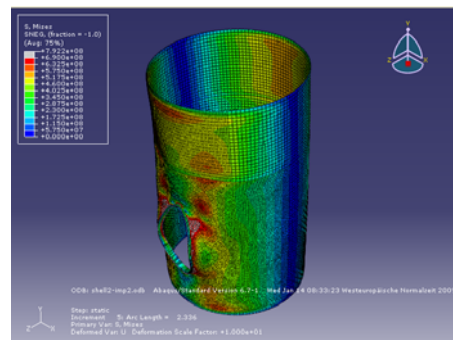 S, Mises
SNEG, (fraction = -1.0)
(Avg: 75%)
+7.922e+08
+6.900e+08
+6.325e+08
+5.750e+08
+5.175e+08
+4.600e+08
+4.025e+08
+3.450e+08
+2.875e+08
+2.300e+08
+1.725e+08
+1.150e+08
+5.750e+07
+0.000e+00
Y
Z X
ODB: shell2-imp2.odb Abaqus/Standard Version 6.7-1 Wed Jan 14 08:33:23 Westeuropäische Normalzeit 200
Step: static
Increment 5: Arc Length = 2.336
Primary Var: S, Mises
Deformed Var: U Deformation Scale Factor: +1.000e+01
Y
Z X